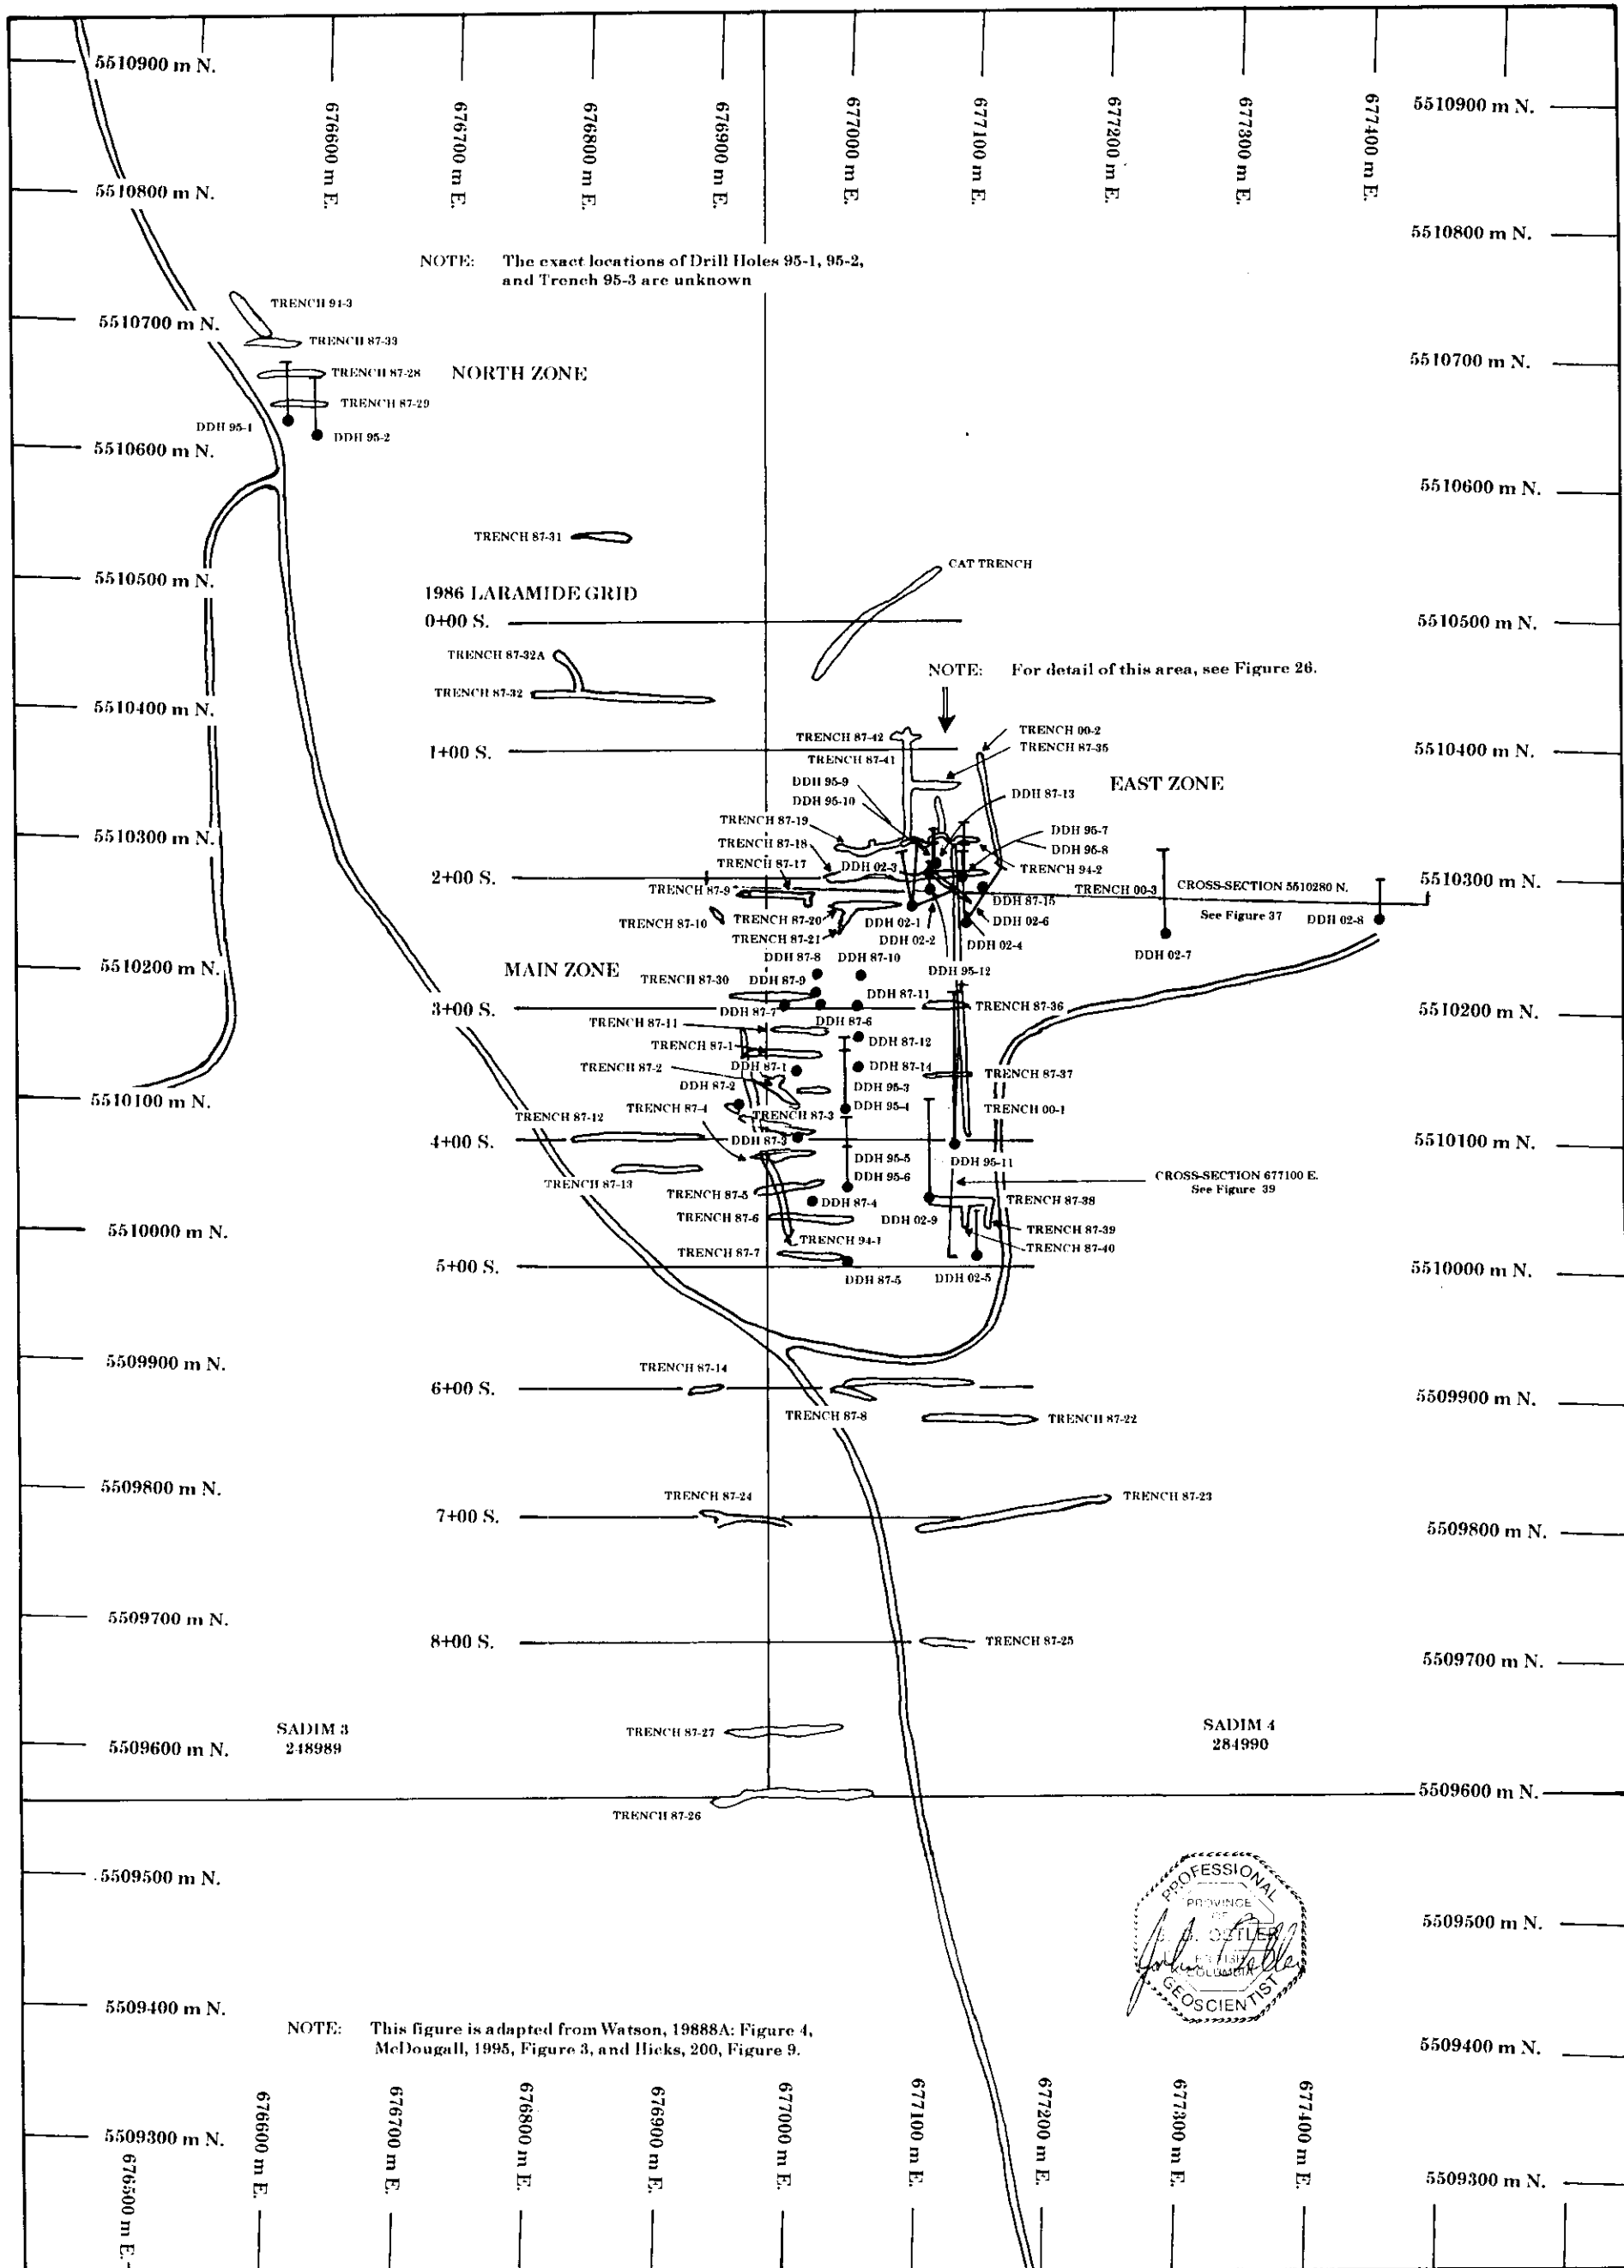 5510900 m N.
5510900 m N.
676600 m E.
676700 m E.
676800 m E.
676900 m E.
677000 m E.
677100 m E.
677200 m E.
677300 m E.
677400 m E.
5510800 m N.
5510800 m N.
NOTE: The exact locations of Drill Holes 95-1, 95-2,
and Trench 95-3 are unknown
TRENCH 94-3
5510700 m N.
TRENCH 87-33
5510700 m N.
TRENCH 87-28
NORTH ZONE
TRENCH 87-29
DDH 95-1
DDH 95-2
5510600 m N.
5510600 m N.
TRENCH 87-31
CAT TRENCH
5510500 m N.
1986 LARAMIDE GRID
0+00 S.
5510500 m N.
TRENCH 87-32A
NOTE: For detail of this area, see Figure 26.
TRENCH 87-32
5510400 m N.
TRENCH 00-2
TRENCH 87-42
TRENCH 87-35
1+00 S.
5510400 m N.
TRENCH 87-41
DDH 95-9
EAST ZONE
DDH 95-10
DDH 87-13
TRENCH 87-19
DDH 95-7
5510300 m N.
TRENCH 87-18
DDH 95-8
TRENCH 87-17
DDH 02-3
TRENCH 94-2
2+00 S.
5510300 m N.
TRENCH 87-9
TRENCH 00-3
CROSS-SECTION 5510280 N.
DDH 87-15
See Figure 37
TRENCH 87-10
TRENCH 87-20
DDH 02-1
DDH 02-6
DDH 02-8
TRENCH 87-21
DDH 02-2
DDH 02-4
DDH 02-7
DDH 87-8
DDH 87-10
5510200 m N.
MAIN ZONE
DDH 95-12
TRENCH 87-30
DDH 87-9
DDH 87-11
3+00 S.
DDH 87-7
TRENCH 87-36
5510200 m N.
TRENCH 87-11
DDH 87-6
TRENCH 87-1
DDH 87-12
TRENCH 87-2
DDH 87-1
DDH 87-14
TRENCH 87-37
DDH 87-2
DDH 95-3
5510100 m N.
TRENCH 87-4
DDH 95-4
TRENCH 00-1
TRENCH 87-12
TRENCH 87-3
4+00 S.
DDH 87-3
5510100 m N.
DDH 95-5
DDH 95-11
TRENCH 87-13
DDH 95-6
CROSS-SECTION 677100 E.
See Figure 39
TRENCH 87-5
DDH 87-4
TRENCH 87-38
TRENCH 87-6
DDH 02-9
5510000 m N.
TRENCH 87-39
TRENCH 94-1
TRENCH 87-40
TRENCH 87-7
5+00 S.
DDH 87-5
DDH 02-5
5510000 m N.
5509900 m N.
TRENCH 87-14
6+00 S.
5509900 m N.
TRENCH 87-8
TRENCH 87-22
5509800 m N.
TRENCH 87-24
TRENCH 87-23
7+00 S.
5509800 m N.
5509700 m N.
8+00 S.
TRENCH 87-25
5509700 m N.
SADIM 3
248989
TRENCH 87-27
SADIM 4
284990
5509600 m N.
5509600 m N.
TRENCH 87-26
5509500 m N.
PROFESSIONAL
PROVINCE
OF
OSTLER
BRITISH
COLUMBIA
GEOSCIENTIST
5509500 m N.
5509400 m N.
NOTE: This figure is adapted from Watson, 19888A: Figure 4,
McDougall, 1995, Figure 3, and Hicks, 200, Figure 9.
5509400 m N.
5509300 m N.
5509300 m N.
676500 m E.
676600 m E.
676700 m E.
676800 m E.
676900 m E.
677000 m E.
677100 m E.
677200 m E.
677300 m E.
677400 m E.